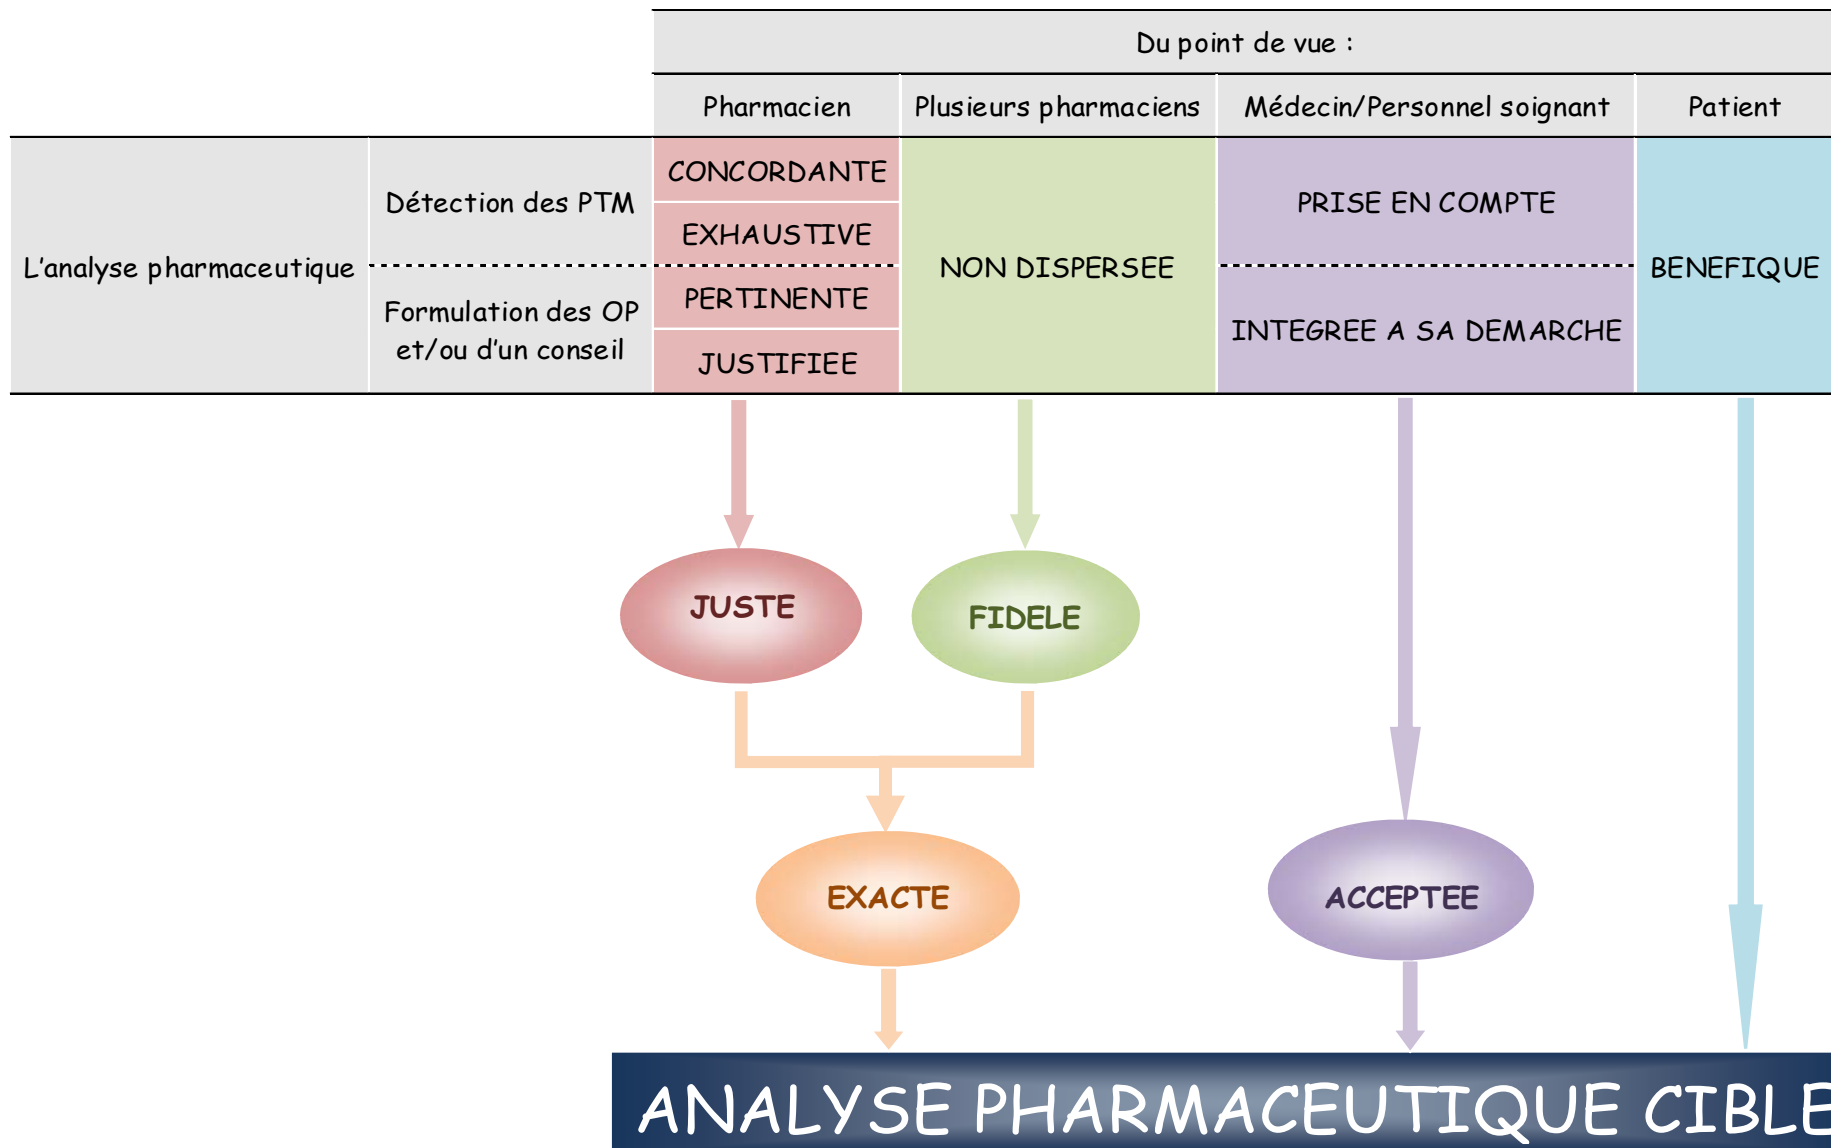 Du point de vue :
Pharmacien
Plusieurs pharmaciens
Médecin/Personnel soignant
Patient
L'analyse pharmaceutique
Détection des PTM
CONCORDANTE
EXHAUSTIVE
NON DISPERSEE
PRISE EN COMPTE
BENEFIQUE
Formulation des OP
et/ou d'un conseil
PERTINENTE
JUSTIFIEE
INTEGREE A SA DEMARCHE
JUSTE
FIDELE
EXACTE
ACCEPTEE
ANALYSE PHARMACEUTIQUE CIBLE